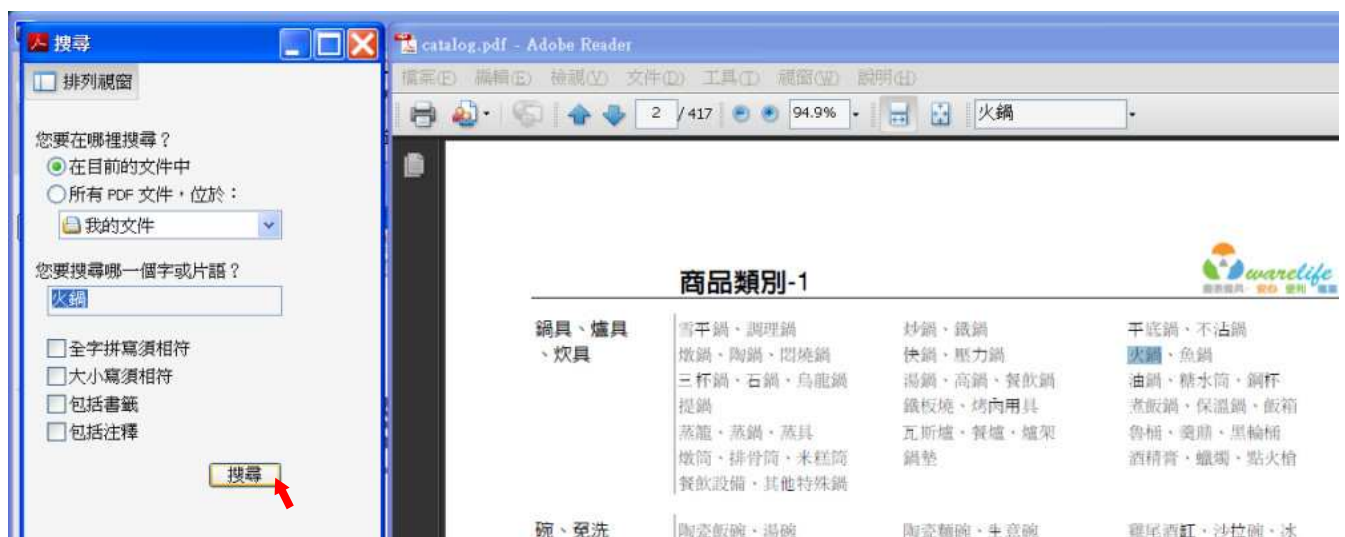 搜尋
排列視窗
您要在哪裡搜尋？
在目前的文件中
所有 PDF 文件，位於：
我的文件
您要搜尋哪一個字或片語？
火鍋
全字拼寫須相符
大小寫須相符
包括書籤
包括注釋
搜尋
catalog.pdf - Adobe Reader
檔案(F) 編輯(E) 檢視(V) 文件(D) 工具(T) 視窗(W) 說明(H)
2 / 417 94.9% 火鍋
warelife
商品類別-1
鍋具、爐具 雪平鍋、調理鍋 炒鍋、鐵鍋 平底鍋、不沾鍋
、炊具 燉鍋、陶鍋、悶燒鍋 快鍋、壓力鍋 火鍋、魚鍋
三杯鍋、石鍋、烏龍鍋 湯鍋、高鍋、餐飲鍋 油鍋、糖水筒、鋼杯
提鍋 鐵板燒、烤肉用具 煮飯鍋、保溫鍋、飯箱
蒸籠、蒸鍋、蒸具 瓦斯爐、餐爐、爐架 魯桶、羹鼎、黑輪桶
燉筒、排骨筒、米糕筒 鍋墊 酒精膏、蠟燭、點火槍
餐飲設備、其他特殊鍋
碗、免洗 陶瓷飯碗、湯碗 陶瓷麵碗、生意碗 雞尾酒缸、沙拉碗、冰